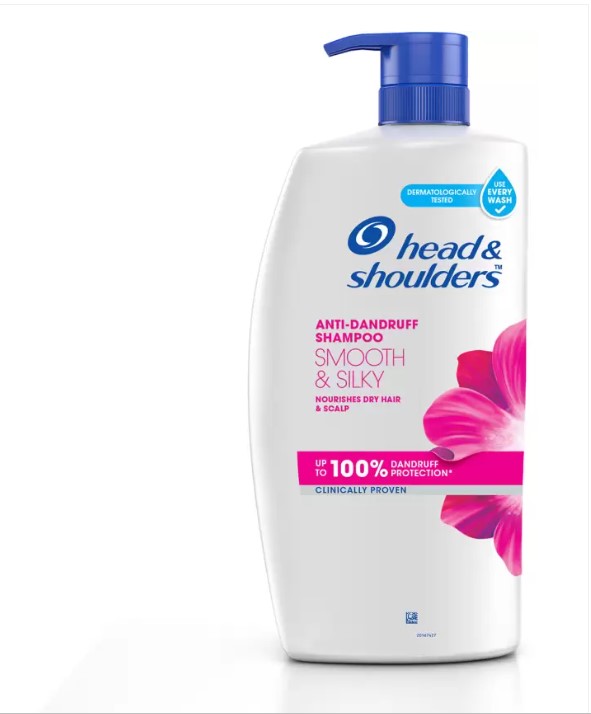 DERMATOLOGICALLY
TESTED
USE
EVERY
WASH
head &
shoulders™
ANTI-DANDRUFF
SHAMPOO
SMOOTH
& SILKY
NOURISHES DRY HAIR
& SCALP
UP
TO 100% DANDRUFF
PROTECTION*
CLINICALLY PROVEN